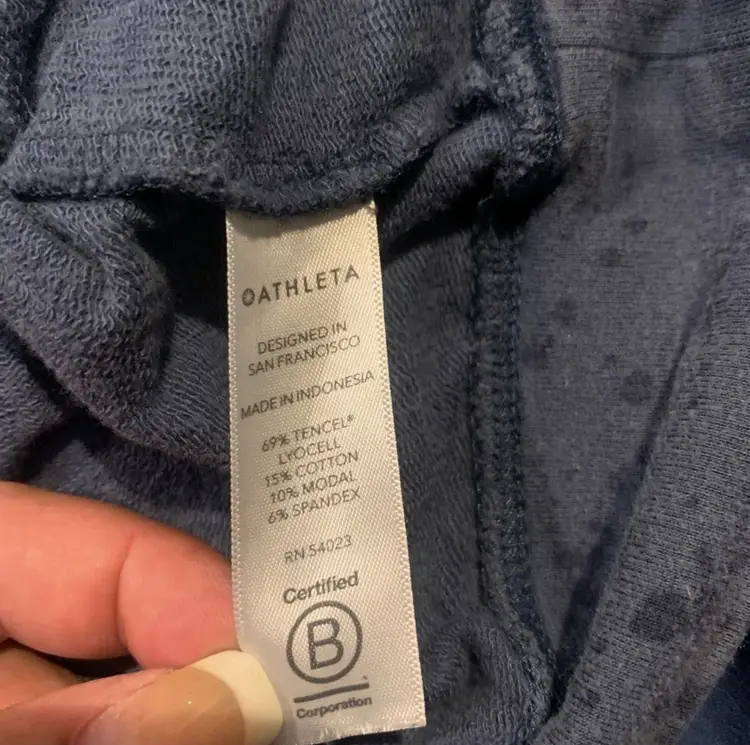 ATHLETA
DESIGNED IN
SAN FRANCISCO
MADE IN INDONESIA
69% TENCEL®
LYOCELL
15% COTTON
10% MODAL
6% SPANDEX
RN 54023
Certified
B
Corporation